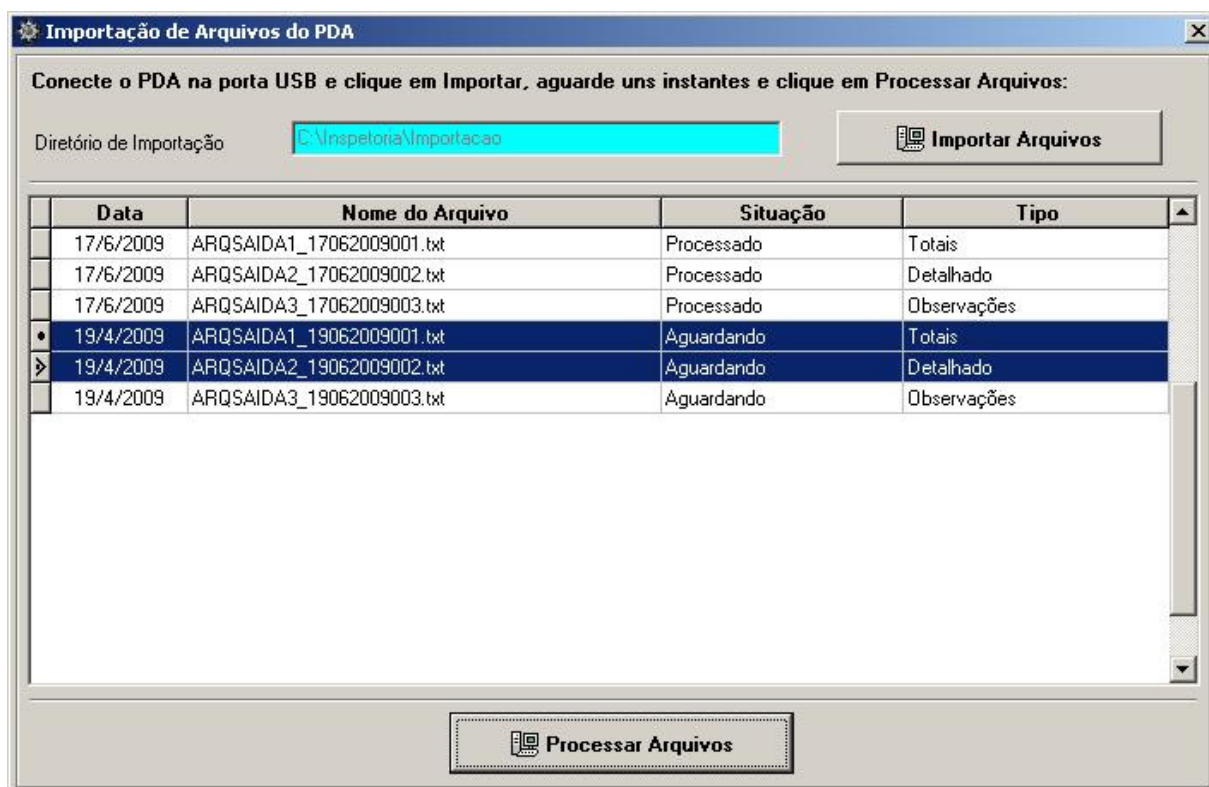 Importação de Arquivos do PDA
Conecte o PDA na porta USB e clique em Importar, aguarde uns instantes e clique em Processar Arquivos:
Diretório de Importação C:\Inspetoria\Importacao Importar Arquivos
Data Nome do Arquivo Situação Tipo
17/6/2009 ARQSAIDA1_17062009001.txt Processado Totais
17/6/2009 ARQSAIDA2_17062009002.txt Processado Detalhado
17/6/2009 ARQSAIDA3_17062009003.txt Processado Observações
19/4/2009 ARQSAIDA1_19062009001.txt Aguardando Totais
19/4/2009 ARQSAIDA2_19062009002.txt Aguardando Detalhado
19/4/2009 ARQSAIDA3_19062009003.txt Aguardando Observações
Processar Arquivos